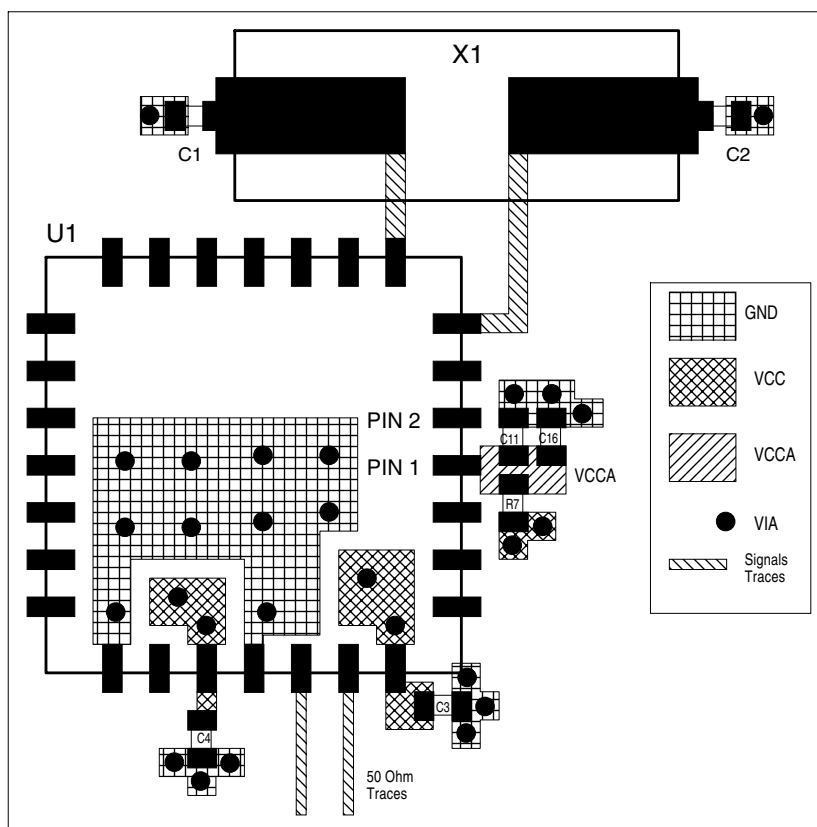 X1
C1
C2
U1
GND
VCC
PIN 2
C11
C16
PIN 1
VCCA
VCCA
R7
VIA
Signals
Traces
C3
C4
50 Ohm
Traces